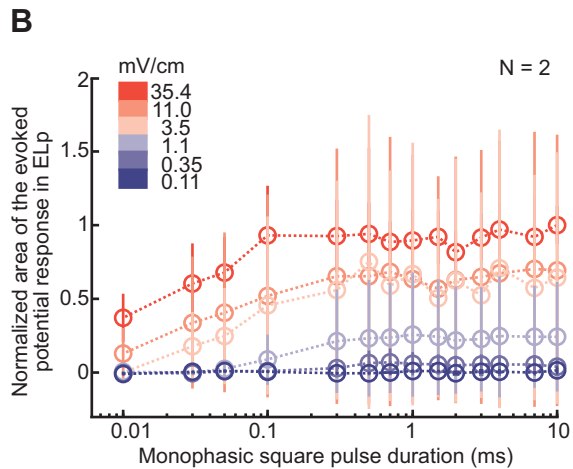 B
mV/cm
35.4
11.0
3.5
1.1
0.35
0.11
N = 2
Normalized area of the evoked
potential response in ELp
2
1.5
1
0.5
0
0.01
0.1
1
10
Monophasic square pulse duration (ms)